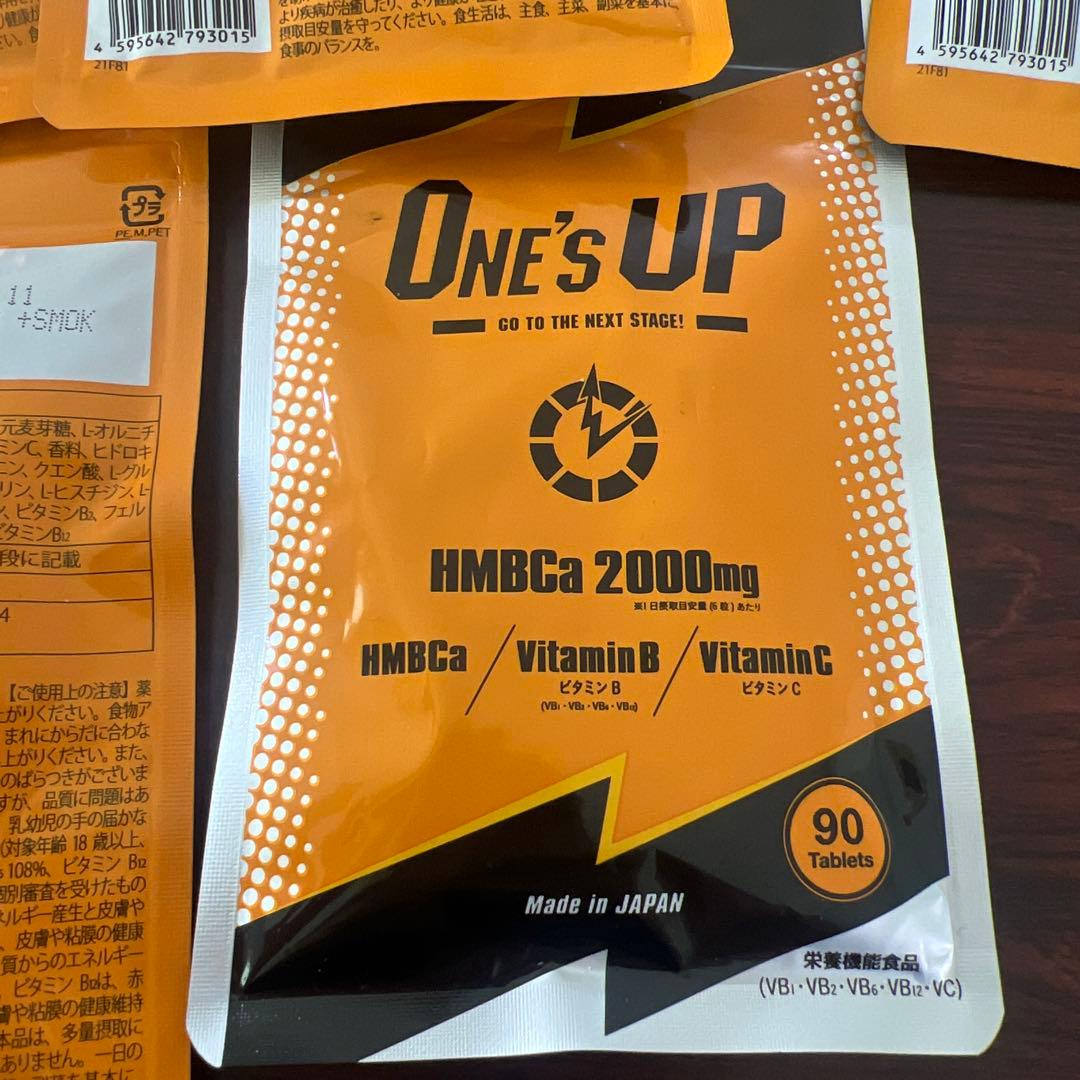 4 595642 793015
21F81
より疾病が治癒したり、より健康が
摂取目安量を守ってください。食生活は、主食、主菜、副菜を基本に、
食事のバランスを。
4 595642 793015
21F81
プラ
PE.M.PET
11
+SMOK
元麦芽糖、L-オルニチ
ミンC、香料、ヒドロキ
ニン、クエン酸、L-グル
リン、L-ヒスチジン、L-
ン、ビタミンB2、フェル
ビタミンB12
段に記載
4
【ご使用上の注意】薬
上がりください。食物ア
まれにからだに合わな
上がりください。また、
のばらつきがございま
すが、品質に問題はあ
乳幼児の手の届かな
(対象年齢 18 歳以上、
108%、ビタミン B12
個別審査を受けたもの
ネルギー産生と皮膚や
、皮膚や粘膜の健康
質からのエネルギー
、ビタミン B12は、赤
膚や粘膜の健康維持
本品は、多量摂取に
ありません。一日の
ONE'S UP
GO TO THE NEXT STAGE!
HMBCa 2000mg
※1日摂取目安量(6粒)あたり
HMBCa / Vitamin B / Vitamin C
ビタミン B ビタミン C
(VB1・VB2・VB6・VB12)
90
Tablets
Made in JAPAN
栄養機能食品
(VB1・VB2・VB6・VB12・VC)